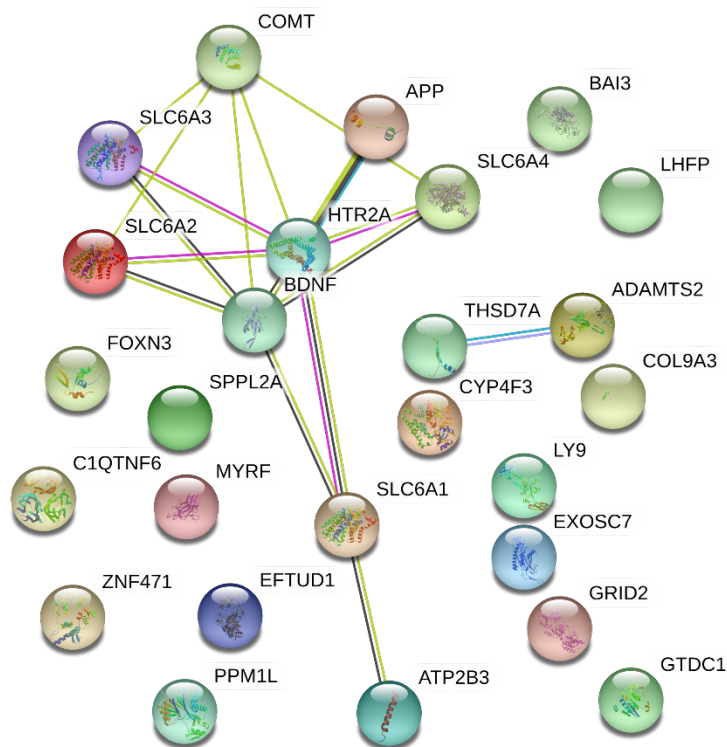 COMT
APP
BAI3
SLC6A3
SLC6A4
LHFP
SLC6A2
HTR2A
BDNF
THSD7A
ADAMTS2
FOXN3
SPPL2A
CYP4F3
COL9A3
C1QTNF6
MYRF
LY9
SLC6A1
EXOSC7
ZNF471
EFTUD1
GRID2
PPM1L
ATP2B3
GTDC1